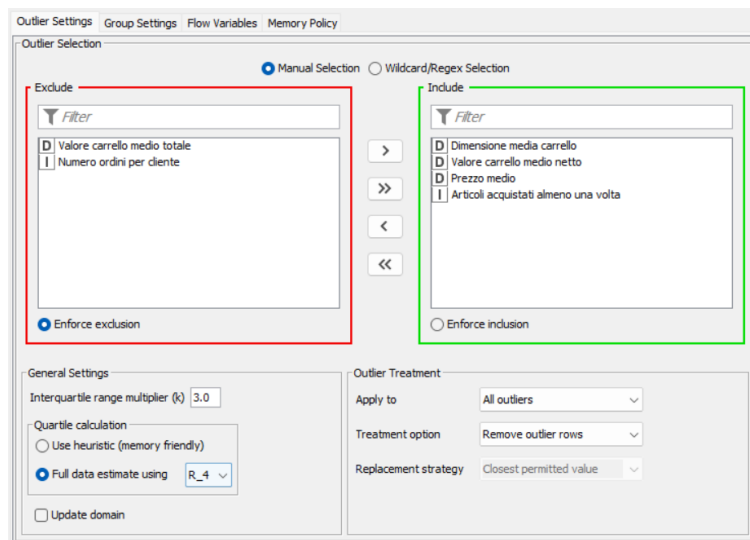 Outlier Settings Group Settings Flow Variables Memory Policy
Outlier Selection
Manual Selection Wildcard/Regex Selection
Exclude
Filter
D Valore carrello medio totale
I Numero ordini per cliente
Enforce exclusion
>
»
<
«
Include
Filter
D Dimensione media carrello
D Valore carrello medio netto
D Prezzo medio
I Articoli acquistati almeno una volta
Enforce inclusion
General Settings
Interquartile range multiplier (k) 3.0
Quartile calculation
Use heuristic (memory friendly)
Full data estimate using R_4
Update domain
Outlier Treatment
Apply to All outliers
Treatment option Remove outlier rows
Replacement strategy Closest permitted value